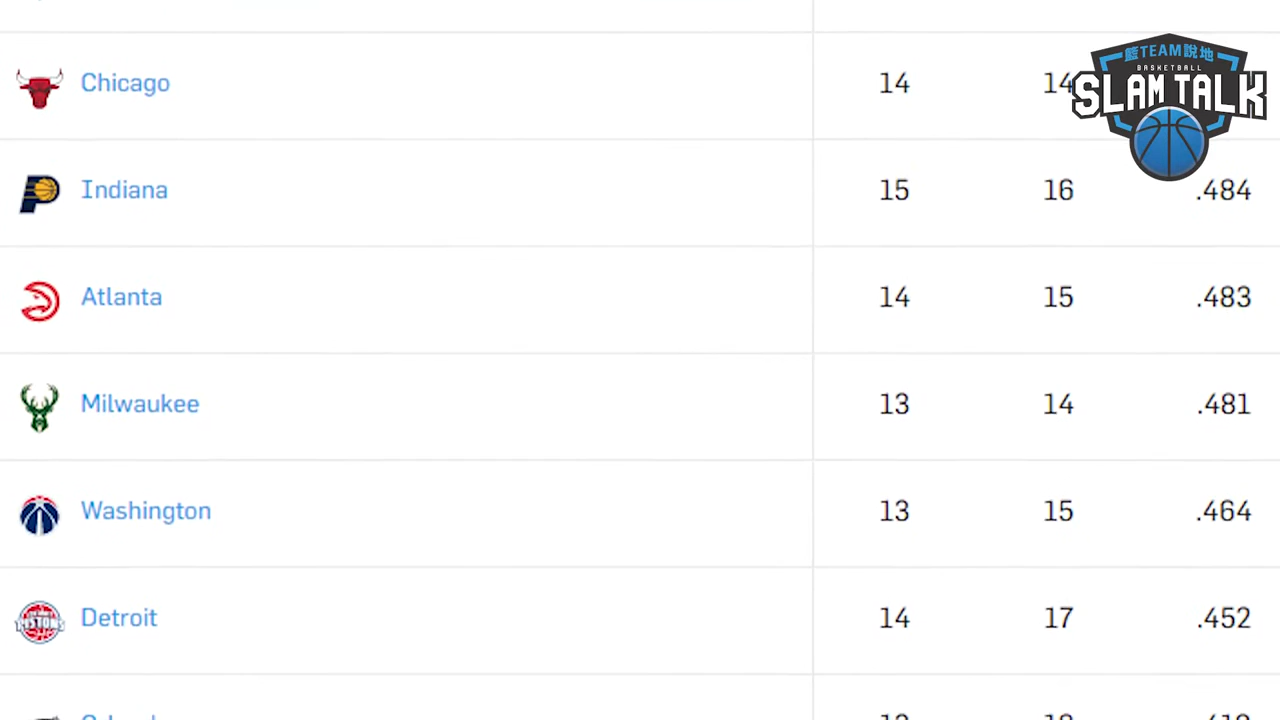 Chicago 14 14
籃TEAM說地
BASKETBALL
SLAM TALK
Indiana 15 16 .484
Atlanta 14 15 .483
Milwaukee 13 14 .481
Washington 13 15 .464
PISTONS
Detroit 14 17 .452